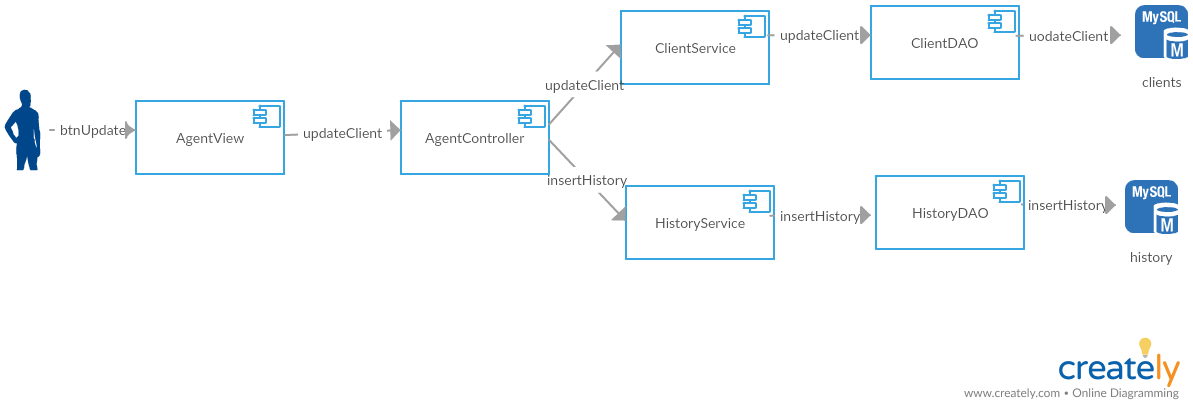 btnUpdate
AgentView
updateClient
AgentController
updateClient
ClientService
updateClient
ClientDAO
uodateClient
MySQL
M
clients
insertHistory
HistoryService
insertHistory
HistoryDAO
insertHistory
MySQL
M
history
creately
www.creately.com • Online Diagramming